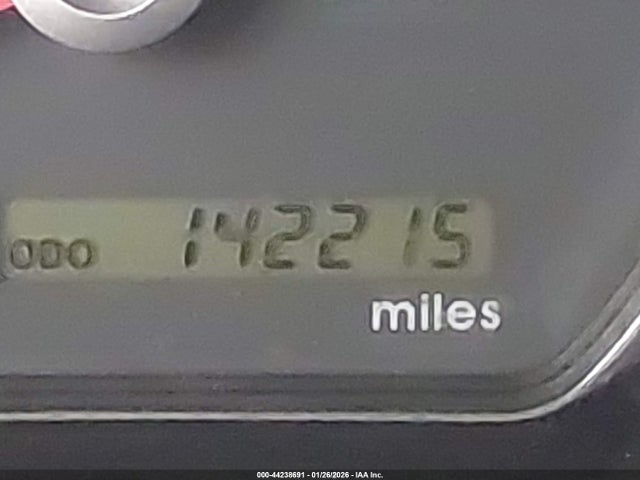 ODO 142215
miles
000-44238691 - 01/26/2026 - IAA Inc.